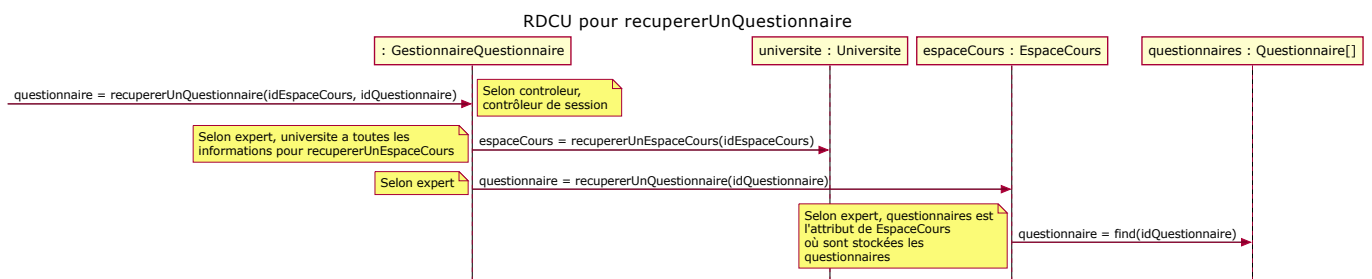 RDCU pour recupererUnQuestionnaire
: GestionnaireQuestionnaire
universite : Universite
espaceCours : EspaceCours
questionnaires : Questionnaire[]
questionnaire = recupererUnQuestionnaire(idEspaceCours, idQuestionnaire)
Selon controleur,
contrôleur de session
Selon expert, universite a toutes les
informations pour recupererUnEspaceCours
espaceCours = recupererUnEspaceCours(idEspaceCours)
Selon expert
questionnaire = recupererUnQuestionnaire(idQuestionnaire)
Selon expert, questionnaires est
l'attribut de EspaceCours
où sont stockées les
questionnaires
questionnaire = find(idQuestionnaire)